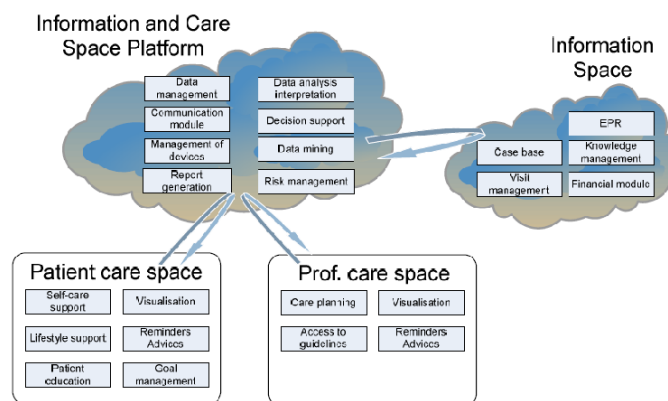 Information and Care
Space Platform
Data
management
Communication
module
Management of
devices
Report
generation
Data analysis
interpretation
Decision support
Data mining
Risk management
Information
Space
EPR
Case base
Knowledge
management
Visit
management
Financial module
Patient care space
Self-care
support
Visualisation
Lifestyle support
Reminders
Advices
Patient
education
Goal
management
Prof. care space
Care planning
Visualisation
Access to
guidelines
Reminders
Advices